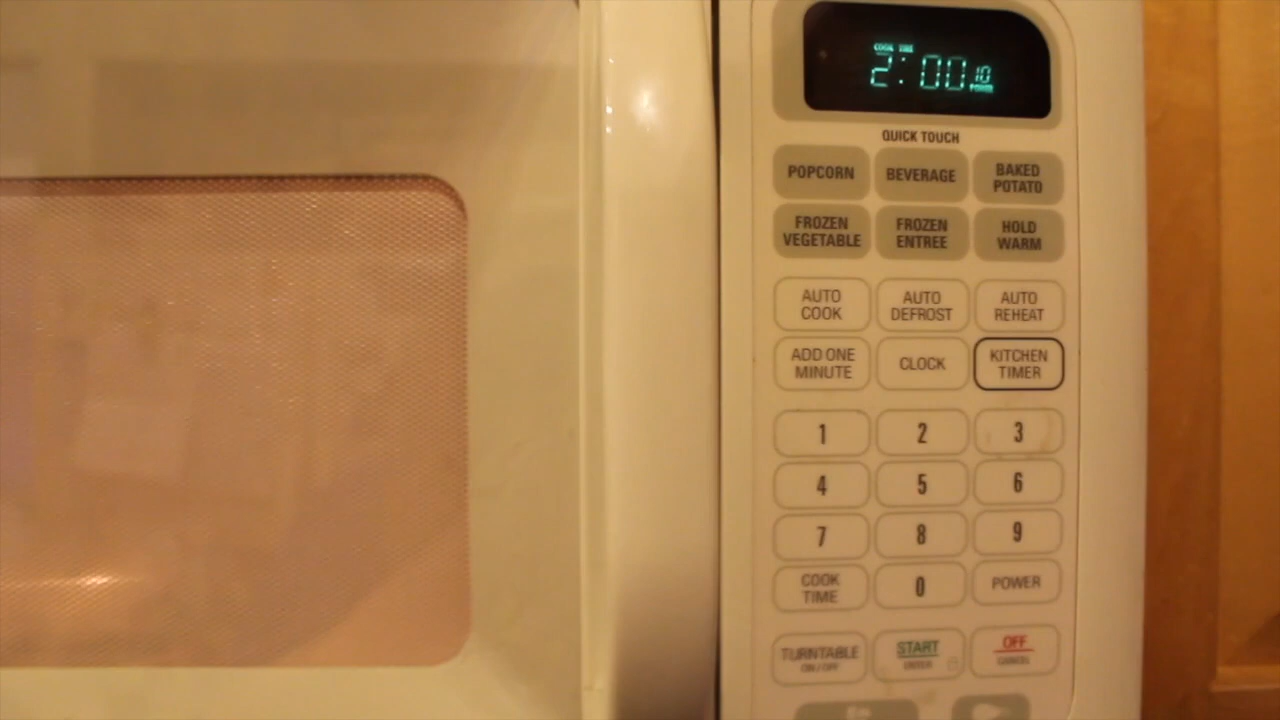 COOK TIME
2:00 10
POWER
QUICK TOUCH
POPCORN
BEVERAGE
BAKED
POTATO
FROZEN
VEGETABLE
FROZEN
ENTREE
HOLD
WARM
AUTO
COOK
AUTO
DEFROST
AUTO
REHEAT
ADD ONE
MINUTE
CLOCK
KITCHEN
TIMER
1
2
3
4
5
6
7
8
9
COOK
TIME
0
POWER
TURNTABLE
ON/OFF
START
ENTER
OFF
CANCEL